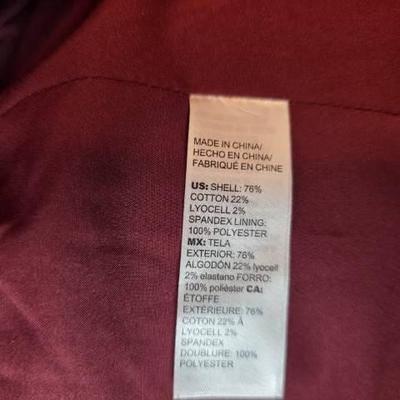 MADE IN CHINA/
HECHO EN CHINA/
FABRIQUÉ EN CHINE
US: SHELL: 76%
COTTON 22%
LYOCELL 2%
SPANDEX LINING:
100% POLYESTER
MX: TELA
EXTERIOR: 76%
ALGODÓN 22% lyocell
2% elastano FORRO:
100% poliéster CA:
ÉTOFFE
EXTÉRIEURE: 76%
COTON 22% Â
LYOCELL 2%
SPANDEX
DOUBLURE: 100%
POLYESTER